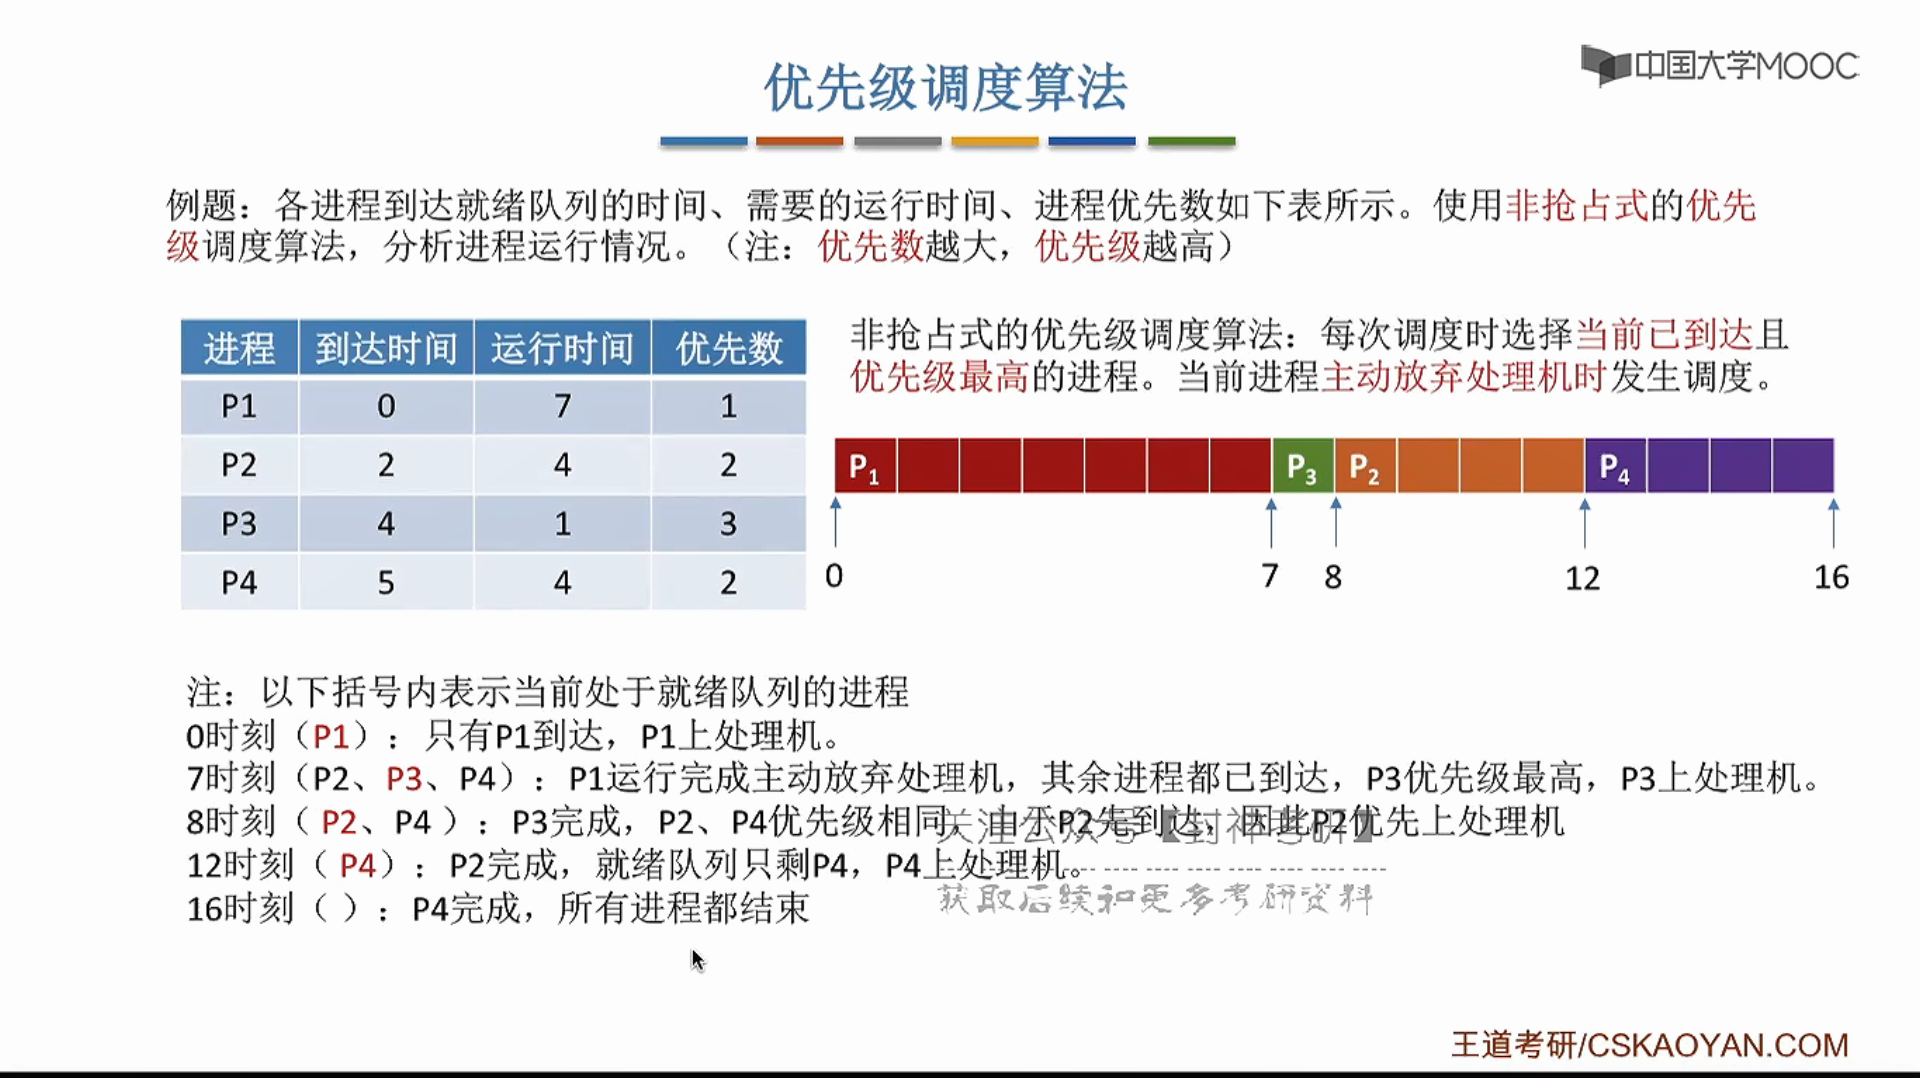 中国大学MOOC
优先级调度算法
例题：各进程到达就绪队列的时间、需要的运行时间、进程优先数如下表所示。使用非抢占式的优先
级调度算法，分析进程运行情况。（注：优先数越大，优先级越高）
进程 到达时间 运行时间 优先数
P1 0 7 1
P2 2 4 2
P3 4 1 3
P4 5 4 2
非抢占式的优先级调度算法：每次调度时选择当前已到达且
优先级最高的进程。当前进程主动放弃处理机时发生调度。
P1 P3 P2 P4
0 7 8 12 16
注：以下括号内表示当前处于就绪队列的进程
0时刻（P1）：只有P1到达，P1上处理机。
7时刻（P2、P3、P4）：P1运行完成主动放弃处理机，其余进程都已到达，P3优先级最高，P3上处理机。
8时刻（ P2、P4 ）：P3完成，P2、P4优先级相同，由于P2先到达，因此P2优先上处理机
关注公众号【封神考研】
12时刻（ P4）：P2完成，就绪队列只剩P4，P4上处理机。
获取后续和更多考研资料
16时刻（ ）：P4完成，所有进程都结束
王道考研/CSKAOYAN.COM